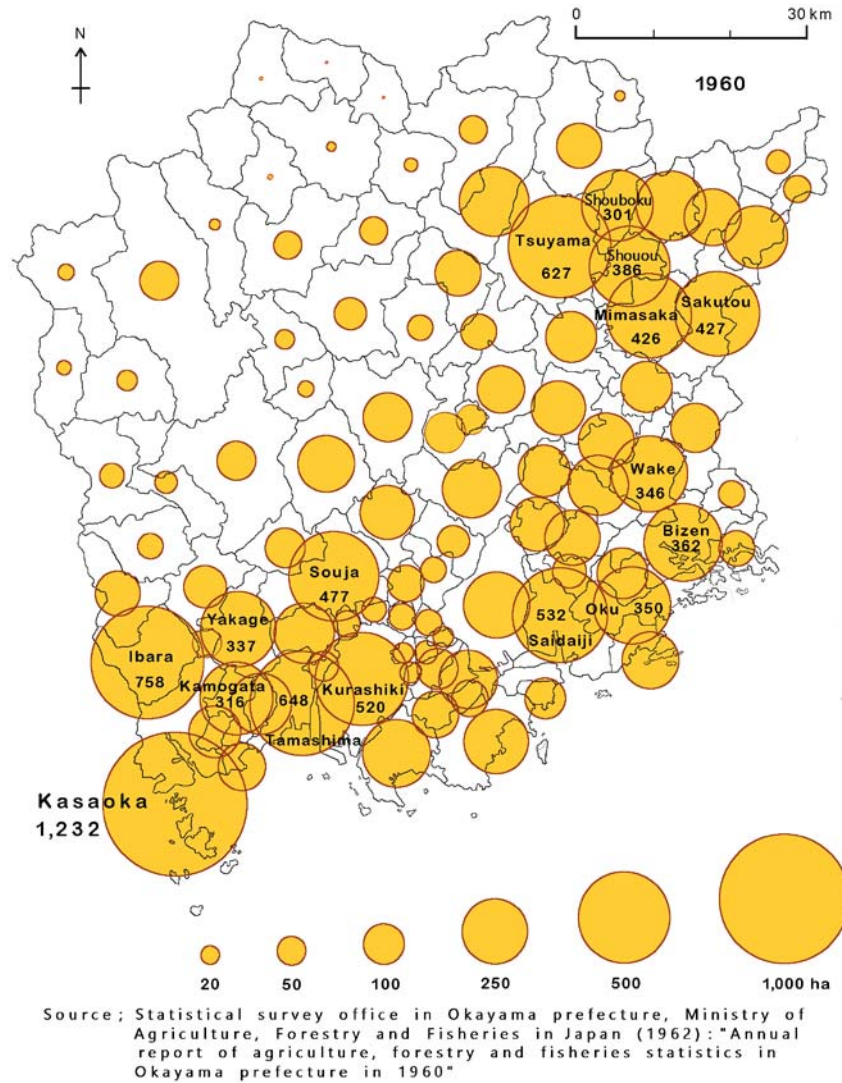 0 30 km
N
1960
Shouboku
301
Tsuyama
627
Shouou
386
Mimasaka
426
Sakutou
427
Wake
346
Bizen
362
Souja
477
532
Saidaiji
Oku 350
Yakage
337
Ibara
758
Kamogata
316
648
Tamashima
Kurashiki
520
Kasaoka
1,232
20 50 100 250 500 1,000 ha
Source ; Statistical survey office in Okayama prefecture, Ministry of
Agriculture, Forestry and Fisheries in Japan (1962) : "Annual
report of agriculture, forestry and fisheries statistics in
Okayama prefecture in 1960"